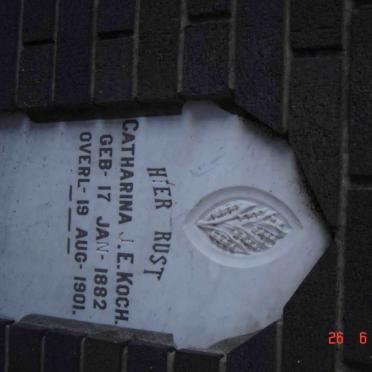 HIER RUST
CATHARINA J. E. KOCH.
GEB- 17 JAN- 1882
OVERL- 19 AUG- 1901.
26 6